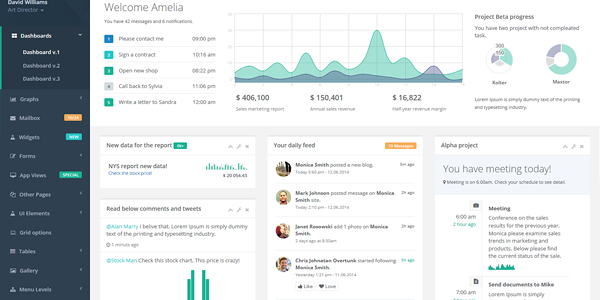 David Williams
Art Director
Dashboards
Dashboard v.1
Dashboard v.2
Dashboard v.3
Graphs
Mailbox
Widgets
NEW
Forms
App Views
SPECIAL
Other Pages
UI Elements
Grid options
Tables
Gallery
Menu Levels
Welcome Amelia
You have 42 messages and 6 notifications.
1 Please contact me 09:00 pm
2 Sign a contract 10:16 am
3 Open new shop 08:22 pm
4 Call back to Sylvia 11:06 pm
5 Write a letter to Sandra 12:00 am
$ 406,100
Sales marketing report
$ 150,401
Annual sales revenue
$ 16,822
Half-year revenue margin
Project Beta progress
You have two project with not compleated
task.
300
150
Kolter
Maxtor
Lorem Ipsum is simply dummy text of the printing
and typesetting industry.
New data for the report
NYS report new data!
Check the stock price!
$ 20 054.43
Read below comments and tweets
@Alan Marry I belive that. Lorem Ipsum is simply dummy
text of the printing and typesetting industry.
1 minuts ago
@Stock Man Check this stock chart. This price is crazy!
Your daily feed
10 Messages
Monica Smith posted a new blog.
5m ago
Today 5:60 pm - 12.06.2014
Mark Johnson posted message on Monica
Smith site.
2h ago
Today 2:10 pm - 12.06.2014
Janet Rosowski add 1 photo on Monica
Smith.
2h ago
2 days ago at 8:30am
Chris Johnatan Overtunk started following
Monica Smith.
5h ago
Yesterday 1:21 pm - 11.06.2014
Like
Love
Alpha project
You have meeting today!
Meeting is on 6:00am. Check your schedule to see detail.
6:00 am
2 hour ago
Meeting
Conference on the sales
results for the previous year.
Monica please examine sales
trends in marketing and
products. Below please find
the current status of the sale.
7:00 am
Send documents to Mike
Lorem Ipsum is simply